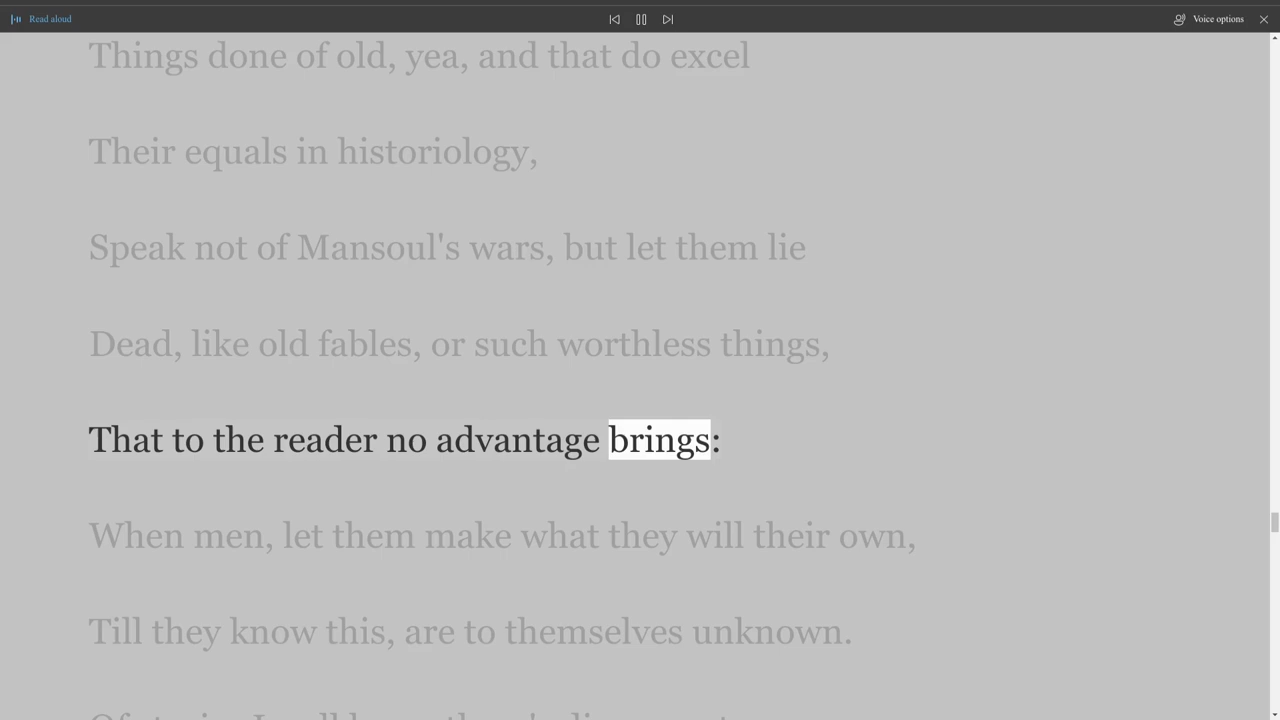 Read aloud
Voice options
Things done of old, yea, and that do excel
Their equals in historiology,
Speak not of Mansoul's wars, but let them lie
Dead, like old fables, or such worthless things,
That to the reader no advantage brings:
When men, let them make what they will their own,
Till they know this, are to themselves unknown.